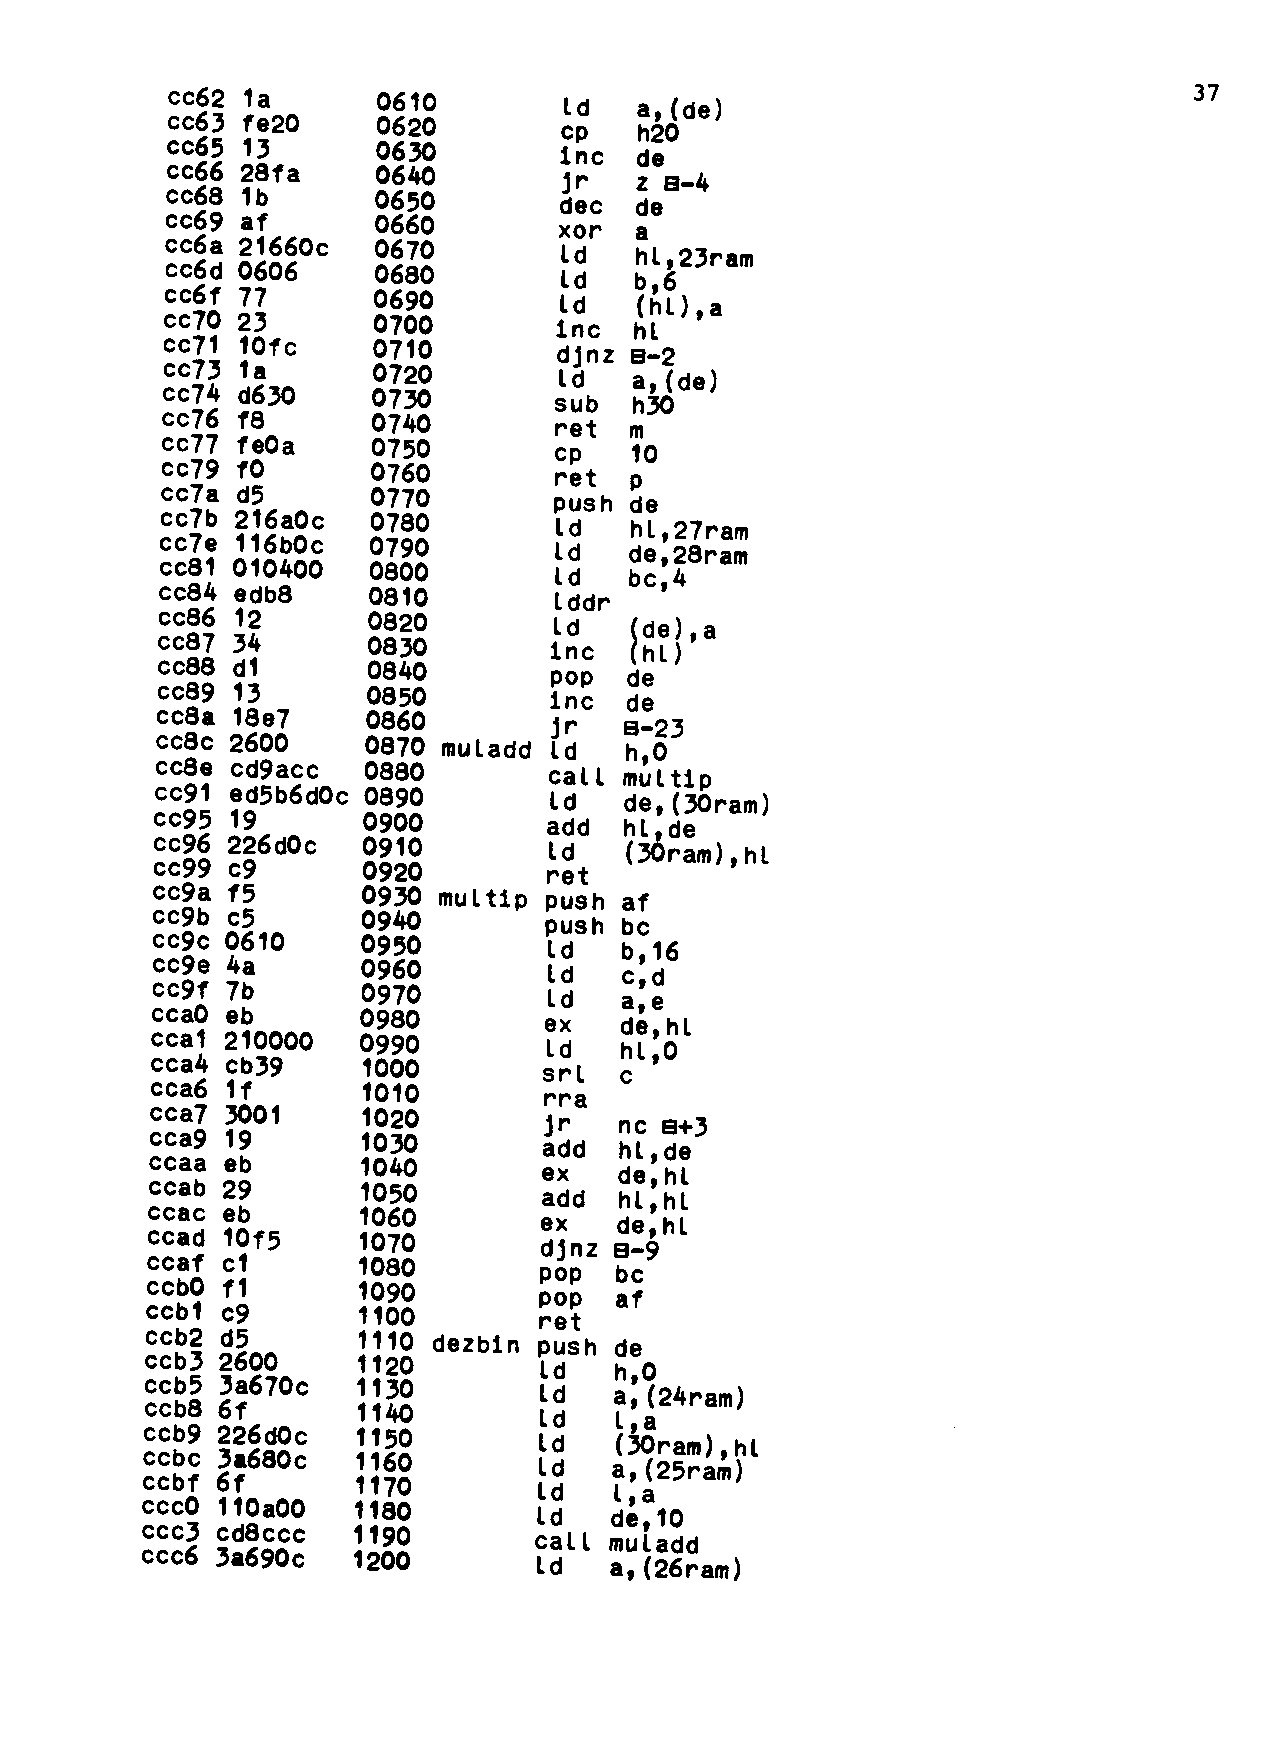 37
cc62 1a 0610 ld a,(de)
cc63 fe20 0620 cp h20
cc65 13 0630 inc de
cc66 28fa 0640 jr z ⊟-4
cc68 1b 0650 dec de
cc69 af 0660 xor a
cc6a 21660c 0670 ld hl,23ram
cc6d 0606 0680 ld b,6
cc6f 77 0690 ld (hl),a
cc70 23 0700 inc hl
cc71 10fc 0710 djnz ⊟-2
cc73 1a 0720 ld a,(de)
cc74 d630 0730 sub h30
cc76 f8 0740 ret m
cc77 fe0a 0750 cp 10
cc79 f0 0760 ret p
cc7a d5 0770 push de
cc7b 216a0c 0780 ld hl,27ram
cc7e 116b0c 0790 ld de,28ram
cc81 010400 0800 ld bc,4
cc84 edb8 0810 lddr
cc86 12 0820 ld (de),a
cc87 34 0830 inc (hl)
cc88 d1 0840 pop de
cc89 13 0850 inc de
cc8a 18e7 0860 jr ⊟-23
cc8c 2600 0870 muladd ld h,0
cc8e cd9acc 0880 call multip
cc91 ed5b6d0c 0890 ld de,(30ram)
cc95 19 0900 add hl,de
cc96 226d0c 0910 ld (30ram),hl
cc99 c9 0920 ret
cc9a f5 0930 multip push af
cc9b c5 0940 push bc
cc9c 0610 0950 ld b,16
cc9e 4a 0960 ld c,d
cc9f 7b 0970 ld a,e
cca0 eb 0980 ex de,hl
cca1 210000 0990 ld hl,0
cca4 cb39 1000 srl c
cca6 1f 1010 rra
cca7 3001 1020 jr nc ⊟+3
cca9 19 1030 add hl,de
ccaa eb 1040 ex de,hl
ccab 29 1050 add hl,hl
ccac eb 1060 ex de,hl
ccad 10f5 1070 djnz ⊟-9
ccaf c1 1080 pop bc
ccb0 f1 1090 pop af
ccb1 c9 1100 ret
ccb2 d5 1110 dezbin push de
ccb3 2600 1120 ld h,0
ccb5 3a670c 1130 ld a,(24ram)
ccb8 6f 1140 ld l,a
ccb9 226d0c 1150 ld (30ram),hl
ccbc 3a680c 1160 ld a,(25ram)
ccbf 6f 1170 ld l,a
ccc0 110a00 1180 ld de,10
ccc3 cd8ccc 1190 call muladd
ccc6 3a690c 1200 ld a,(26ram)